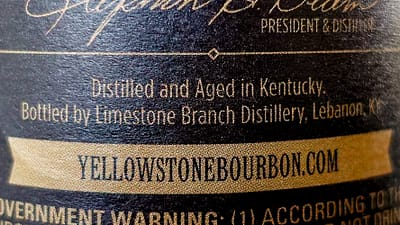 PRESIDENT & DISTILLER
Distilled and Aged in Kentucky.
Bottled by Limestone Branch Distillery, Lebanon, KY
YELLOWSTONEBOURBON.COM
GOVERNMENT WARNING: (1) ACCORDING TO TH